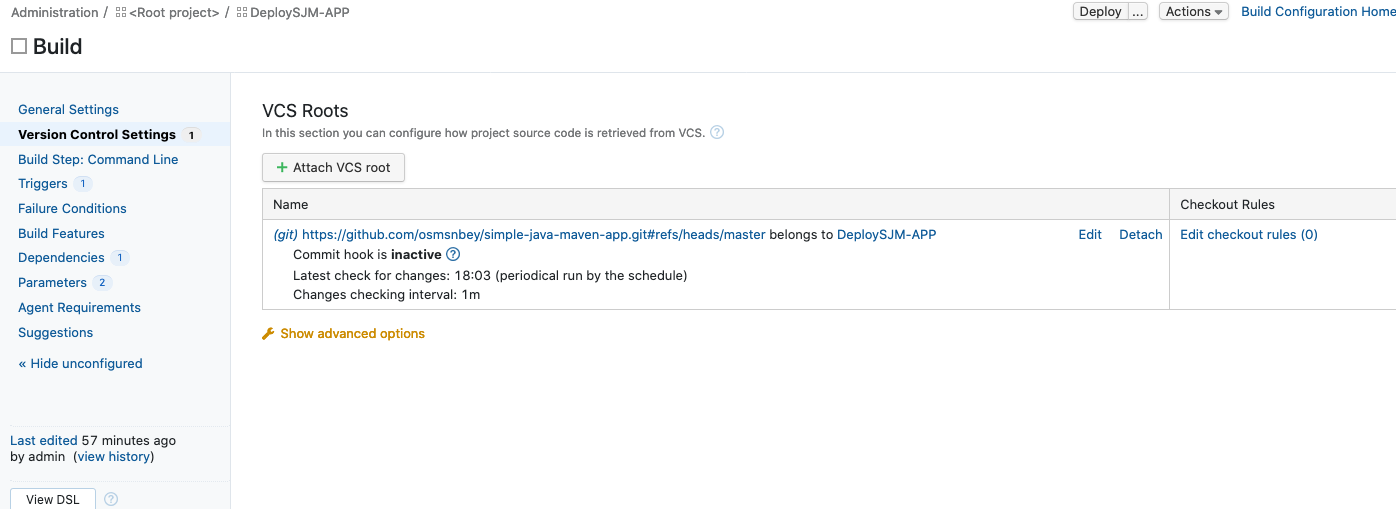 Administration / <Root project> / DeploySJM-APP
Deploy ... Actions Build Configuration Home
Build
General Settings
Version Control Settings 1
Build Step: Command Line
Triggers 1
Failure Conditions
Build Features
Dependencies 1
Parameters 2
Agent Requirements
Suggestions
« Hide unconfigured
Last edited 57 minutes ago
by admin (view history)
View DSL ?
VCS Roots
In this section you can configure how project source code is retrieved from VCS. ?
+ Attach VCS root
Name Checkout Rules
(git) https://github.com/osmsnbey/simple-java-maven-app.git#refs/heads/master belongs to DeploySJM-APP Edit Detach Edit checkout rules (0)
Commit hook is inactive ?
Latest check for changes: 18:03 (periodical run by the schedule)
Changes checking interval: 1m
Show advanced options